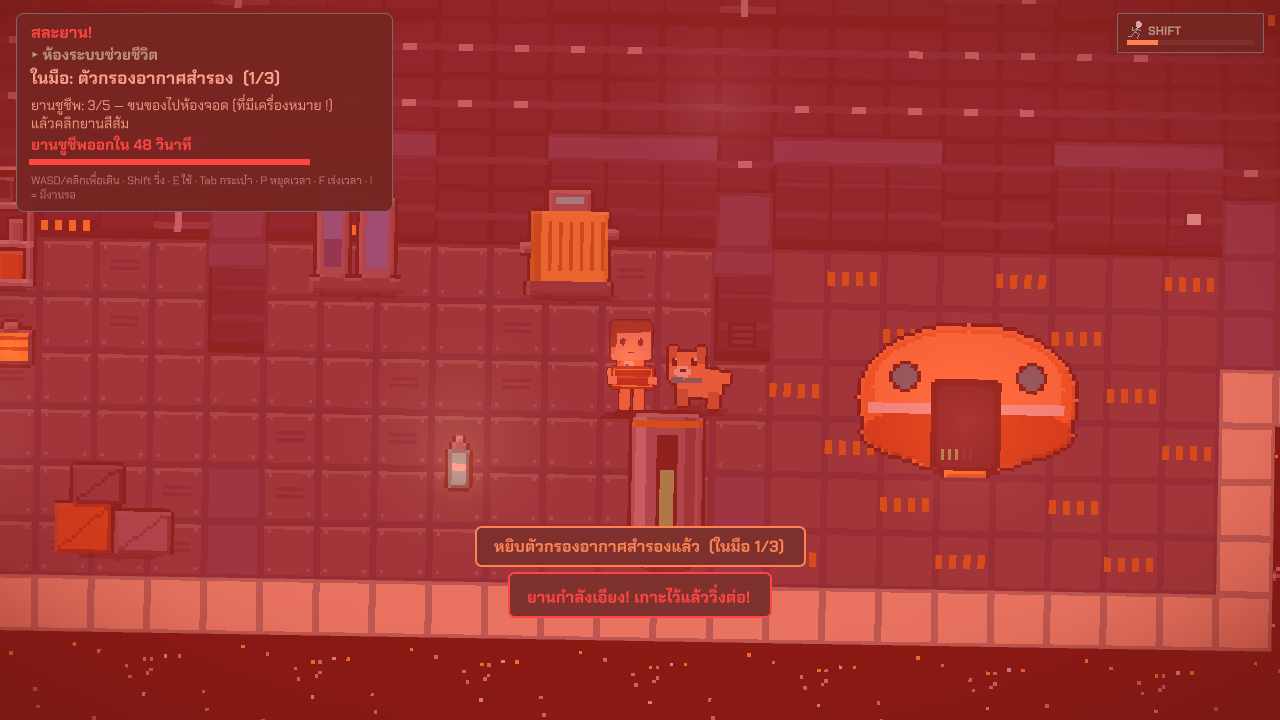 สละยาน!
▸ ห้องระบบช่วยชีวิต
ในมือ: ตัวกรองอากาศสำรอง (1/3)
ยานชูชีพ: 3/5 — ขนของไปห้องจอด (ที่มีเครื่องหมาย !)
แล้วคลิกยานสีส้ม
ยานชูชีพออกใน 48 วินาที
WASD/คลิกเพื่อเดิน · Shift วิ่ง · E ใช้ · Tab กระเป๋า · P หยุดเวลา · F เร่งเวลา · !
= มีงานรอ
SHIFT
หยิบตัวกรองอากาศสำรองแล้ว (ในมือ 1/3)
ยานกำลังเอียง! เกาะไว้แล้ววิ่งต่อ!